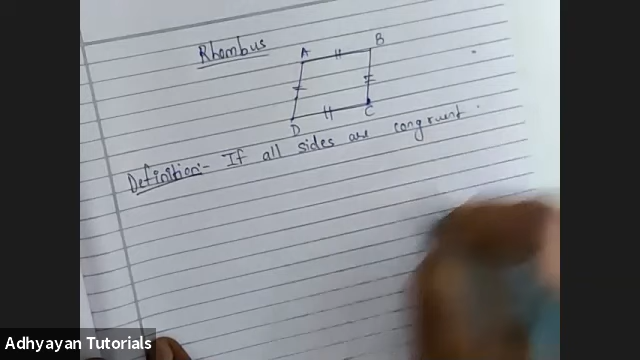 Rhombus
A
B
D
C
Definition:- If all sides are congruent.
Adhyayan Tutorials